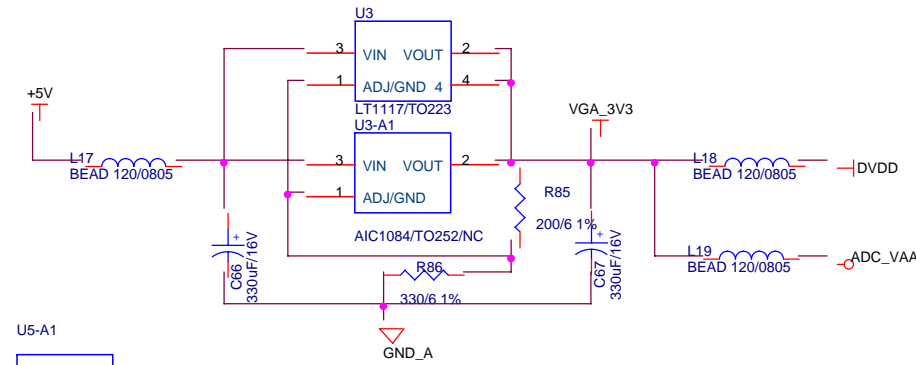 U3
3 VIN VOUT 2
1 ADJ/GND 4 4
LT1117/TO223
+5V
VGA_3V3
U3-A1
L17
BEAD 120/0805
3 VIN VOUT 2
1 ADJ/GND
AIC1084/TO252/NC
L18
BEAD 120/0805
DVDD
R85
200/6 1%
C66
330uF/16V
+
R86
330/6 1%
C67
330uF/16V
+
L19
BEAD 120/0805
ADC_VAA
GND_A
U5-A1